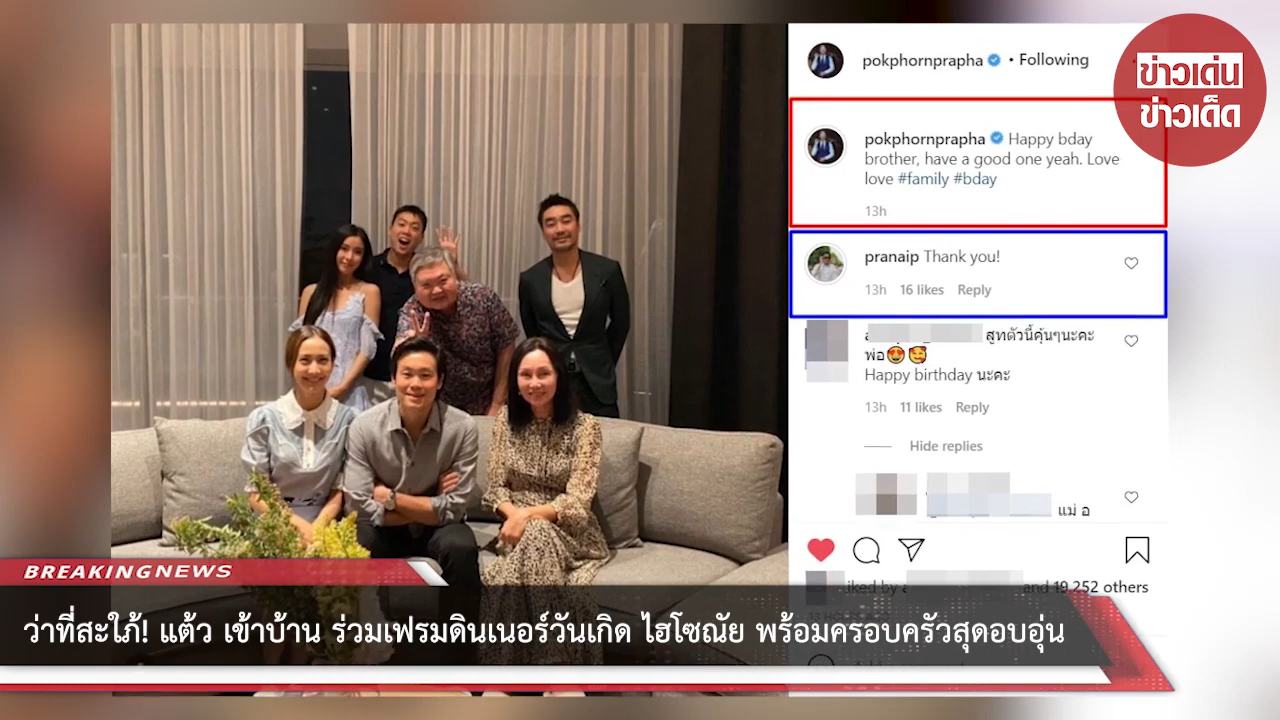 pokphornprapha • Following
ข่าวเด่น
ข่าวเด็ด
pokphornprapha Happy bday
brother, have a good one yeah. Love
love #family #bday
13h
pranaip Thank you!
13h 16 likes Reply
สูทตัวนี้คุ้นๆนะคะ
พ่อ😍🥰
Happy birthday นะคะ
13h 11 likes Reply
Hide replies
แม่ อ
liked by and 19,252 others
BREAKINGNEWS
ว่าที่สะใภ้! แต้ว เข้าบ้าน ร่วมเฟรมดินเนอร์วันเกิด ไฮโซณัย พร้อมครอบครัวสุดอบอุ่น